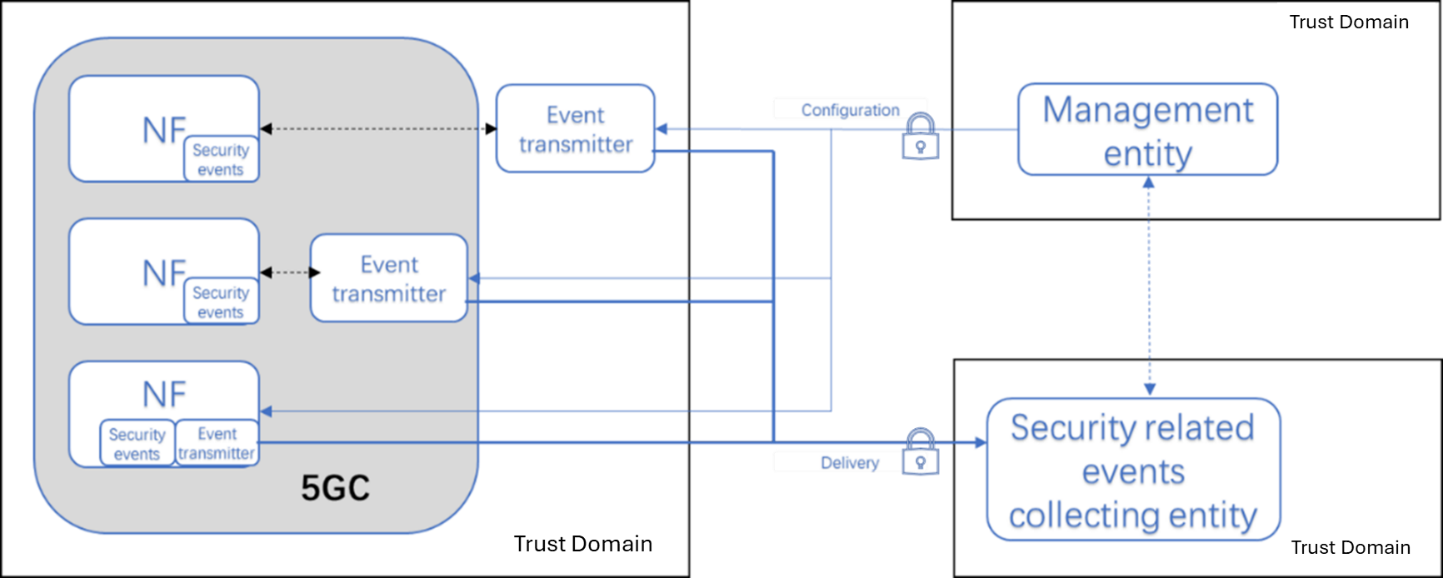 Trust Domain
NF
Security
events
Event
transmitter
Configuration
Management
entity
NF
Security
events
Event
transmitter
NF
Security
events
Event
transmitter
5GC
Trust Domain
Delivery
Security related
events
collecting entity
Trust Domain